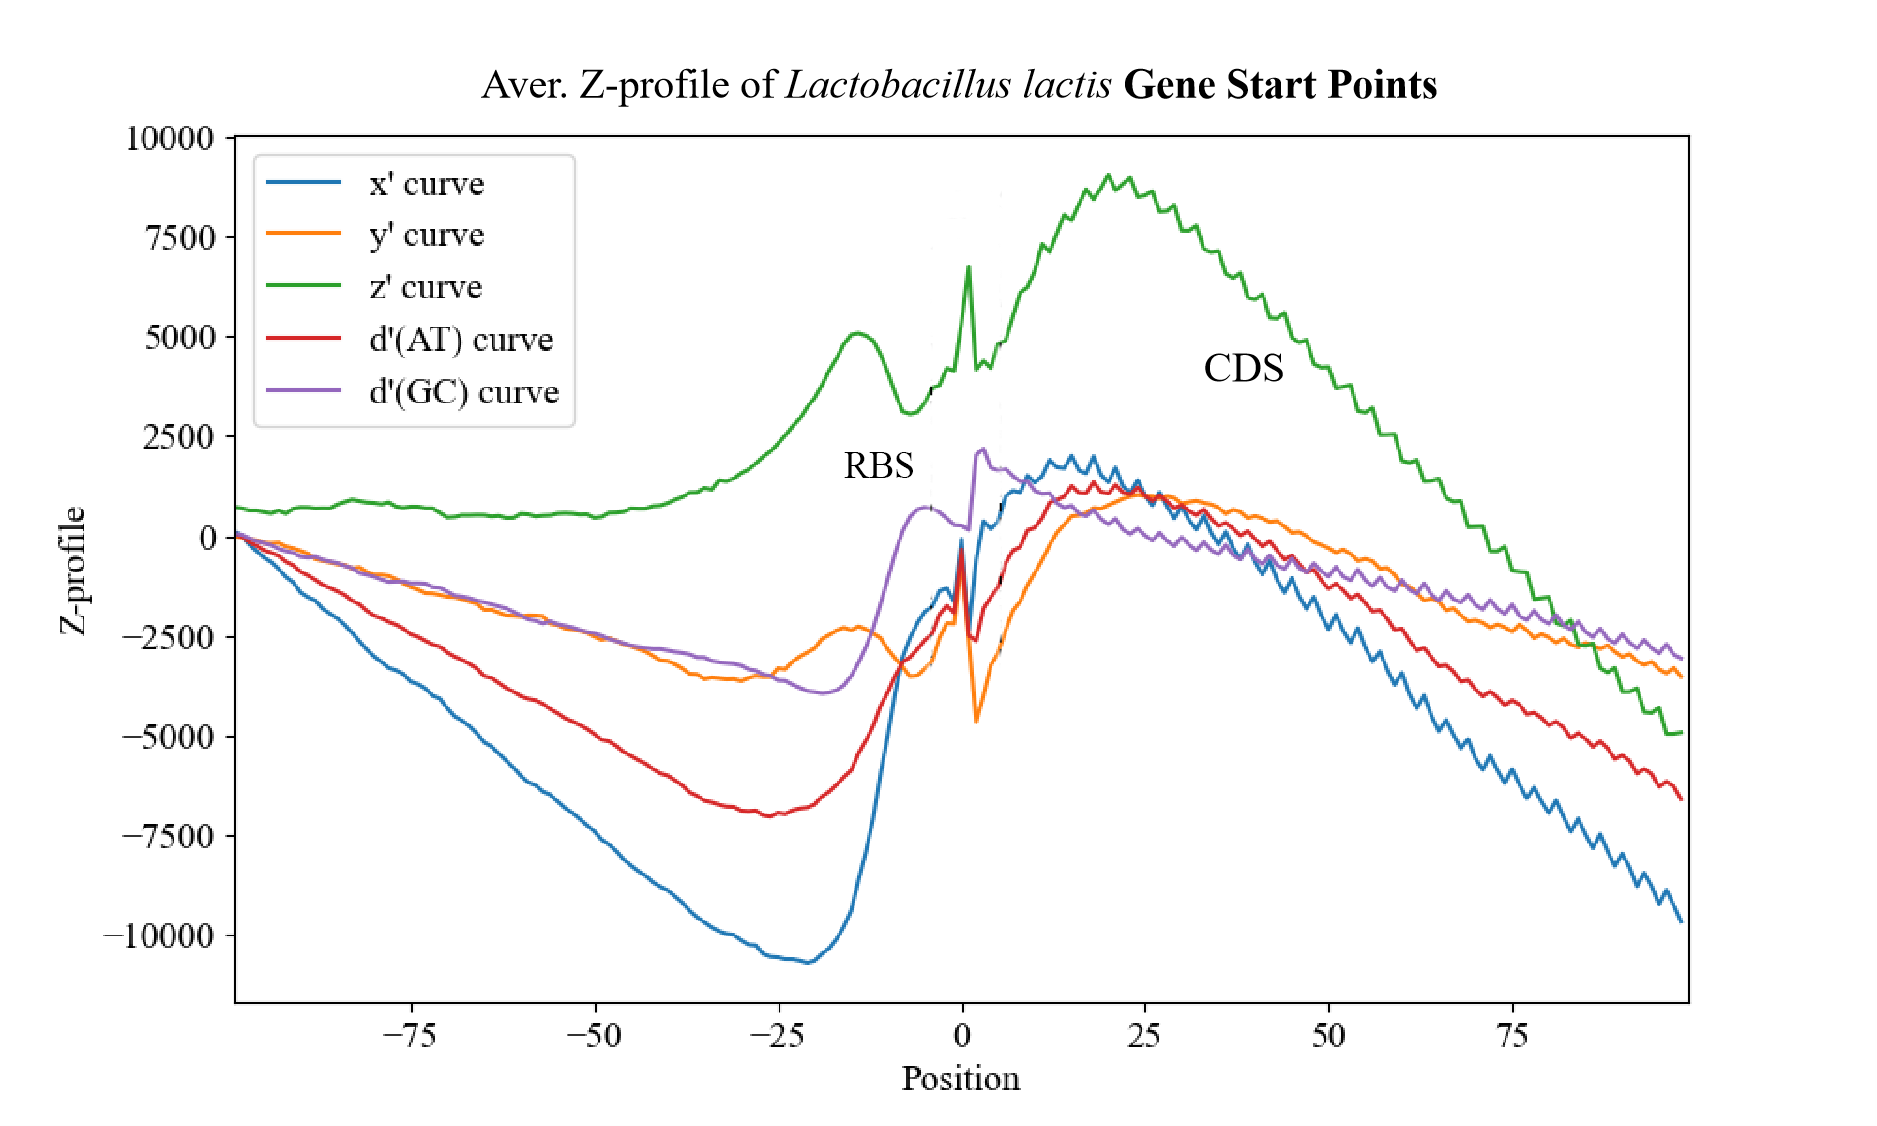 Aver. Z-profile of Lactobacillus lactis Gene Start Points
10000
7500
5000
2500
0
−2500
−5000
−7500
−10000
Z-profile
x' curve
y' curve
z' curve
d'(AT) curve
d'(GC) curve
RBS
CDS
−75
−50
−25
0
25
50
75
Position